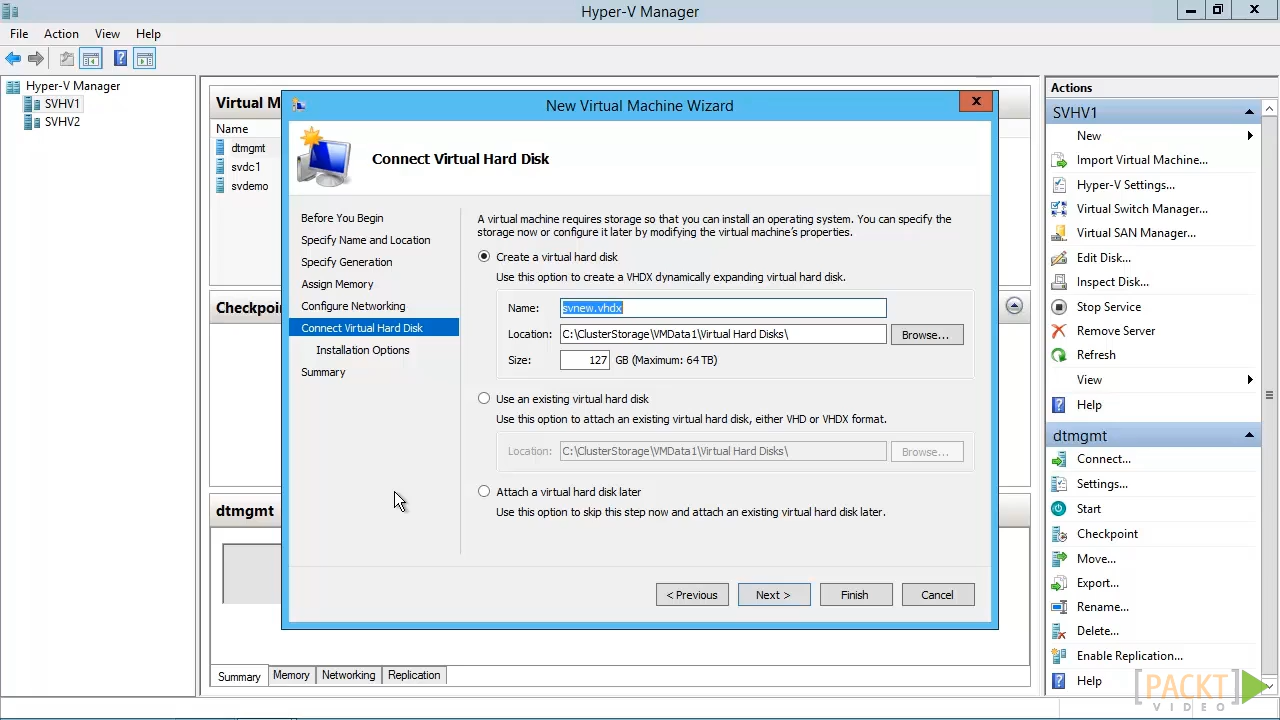 Hyper-V Manager
File Action View Help
Hyper-V Manager
SVHV1
SVHV2
Virtual M
Name
dtmgmt
svdc1
svdemo
Checkpoin
dtmgmt
Summary Memory Networking Replication
New Virtual Machine Wizard
Connect Virtual Hard Disk
Before You Begin
Specify Name and Location
Specify Generation
Assign Memory
Configure Networking
Connect Virtual Hard Disk
Installation Options
Summary
A virtual machine requires storage so that you can install an operating system. You can specify the
storage now or configure it later by modifying the virtual machine's properties.
Create a virtual hard disk
Use this option to create a VHDX dynamically expanding virtual hard disk.
Name: svnew.vhdx
Location: C:\ClusterStorage\VMData1\Virtual Hard Disks\ Browse...
Size: 127 GB (Maximum: 64 TB)
Use an existing virtual hard disk
Use this option to attach an existing virtual hard disk, either VHD or VHDX format.
Location: C:\ClusterStorage\VMData1\Virtual Hard Disks\ Browse...
Attach a virtual hard disk later
Use this option to skip this step now and attach an existing virtual hard disk later.
< Previous Next > Finish Cancel
Actions
SVHV1
New
Import Virtual Machine...
Hyper-V Settings...
Virtual Switch Manager...
Virtual SAN Manager...
Edit Disk...
Inspect Disk...
Stop Service
Remove Server
Refresh
View
Help
dtmgmt
Connect...
Settings...
Start
Checkpoint
Move...
Export...
Rename...
Delete...
Enable Replication...
Help
[PACKT]
VIDEO